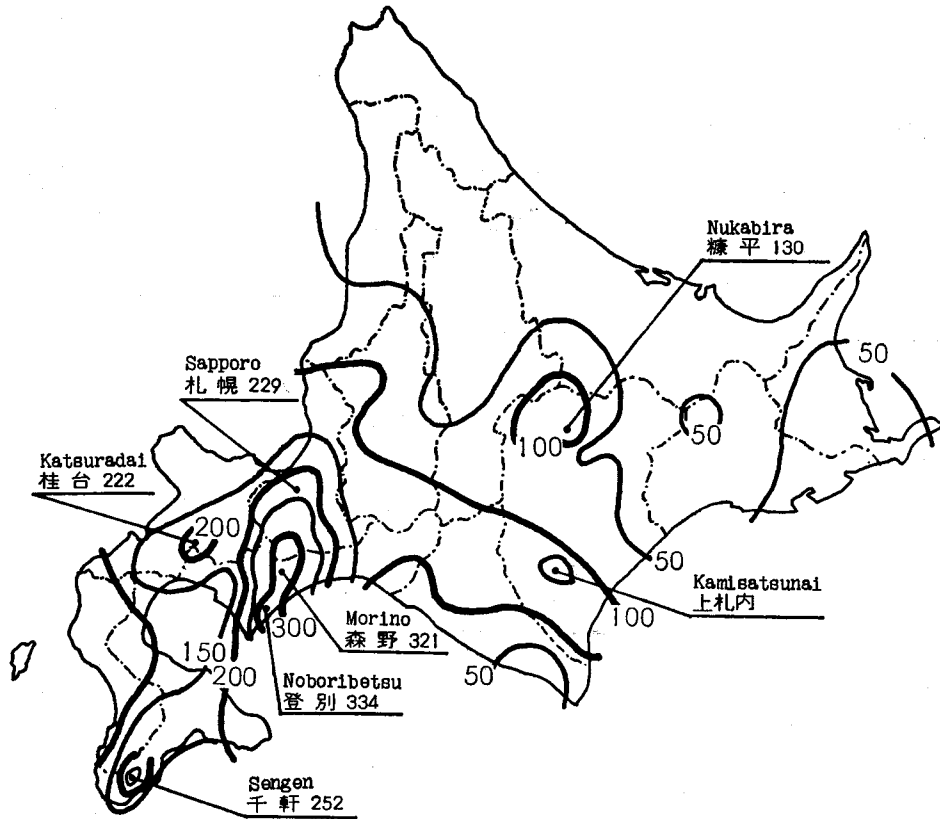 Nukabira
糠平 130
50
Sapporo
札幌 229
100
50
Katsuradai
桂台 222
200
50
Kamisatsunai
上札内
100
300
Morino
森野 321
150
200
50
Noboribetsu
登別 334
Sengen
千軒 252